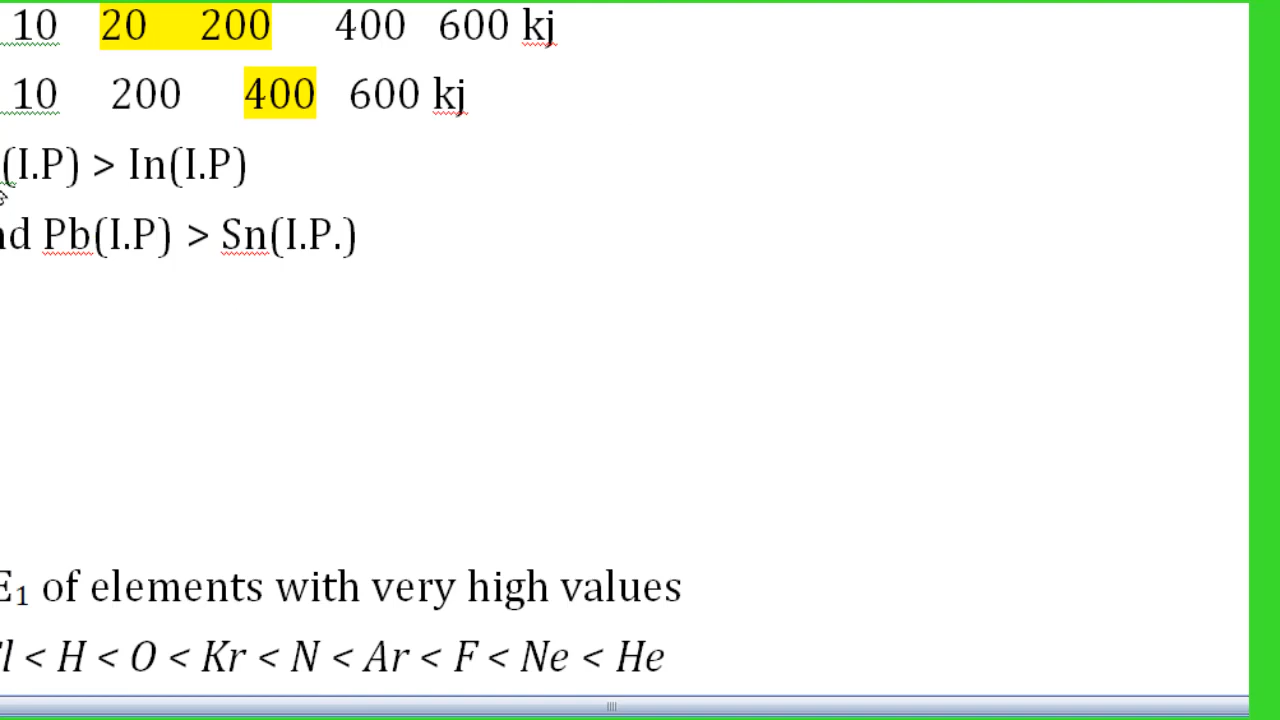 10 20 200 400 600 kj
10 200 400 600 kj
(I.P) > In(I.P)
nd Pb(I.P) > Sn(I.P.)
E₁ of elements with very high values
l < H < O < Kr < N < Ar < F < Ne < He